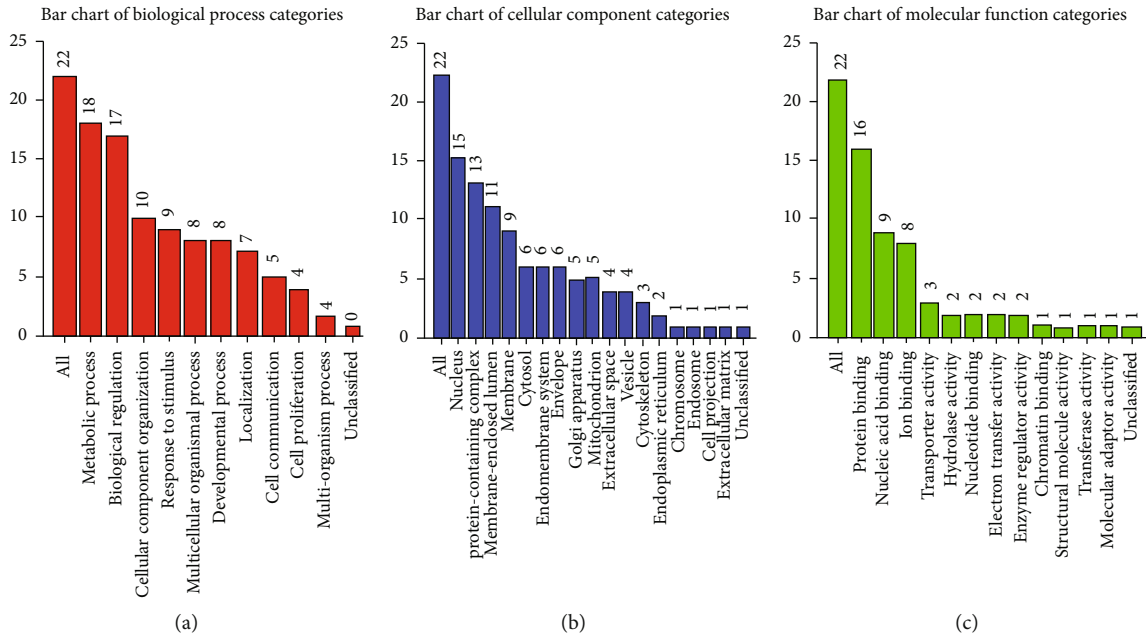 Bar chart of biological process categories
25
20
15
10
5
0
22
18
17
10
9
8
8
7
5
4
4
0
All
Metabolic process
Biological regulation
Cellular component organization
Response to stimulus
Multicellular organismal process
Developmental process
Localization
Cell communication
Cell proliferation
Multi-organism process
Unclassified
(a)
Bar chart of cellular component categories
25
20
15
10
5
0
22
15
13
11
9
6
6
6
5
5
4
4
3
2
1
1
1
1
1
All
Nucleus
protein-containing complex
Membrane-enclosed lumen
Membrane
Cytosol
Endomembrane system
Envelope
Golgi apparatus
Mitochondrion
Extracellular space
Vesicle
Cytoskeleton
Endoplasmic reticulum
Chromosome
Endosome
Cell projection
Extracellular matrix
Unclassified
(b)
Bar chart of molecular function categories
25
20
15
10
5
0
22
16
9
8
3
2
2
2
2
1
1
1
1
1
All
Protein binding
Nucleic acid binding
Ion binding
Transporter activity
Hydrolase activity
Nucleotide binding
Electron transfer activity
Enzyme regulator activity
Chromatin binding
Structural molecule activity
Transferase activity
Molecular adaptor activity
Unclassified
(c)